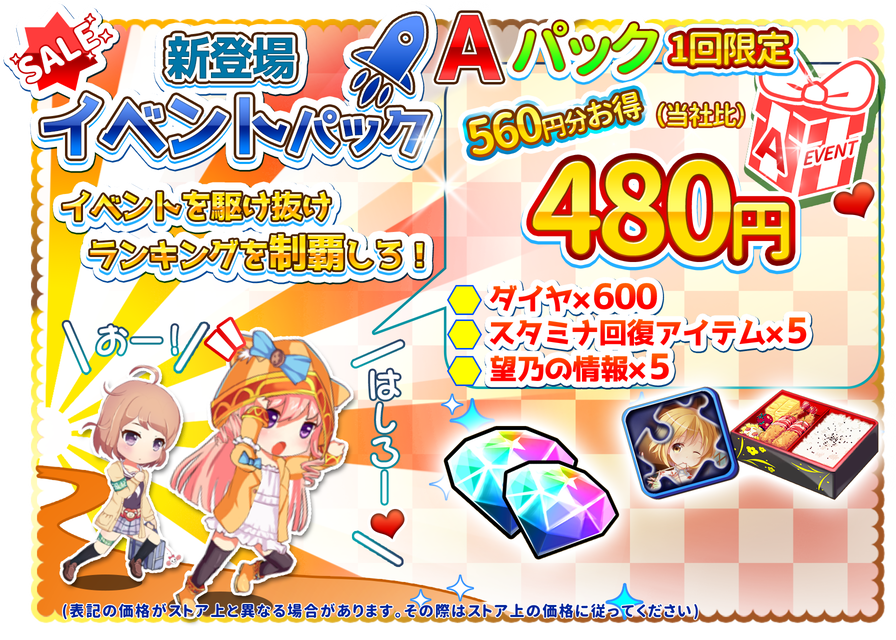 SALE
新登場
イベントパック
イベントを駆け抜け
ランキングを制覇しろ!
Aパック 1回限定
560円分お得 (当社比)
480円
A EVENT
ダイヤ×600
スタミナ回復アイテム×5
望乃の情報×5
おー!
はしろー
(表記の価格がストア上と異なる場合があります。その際はストア上の価格に従ってください)